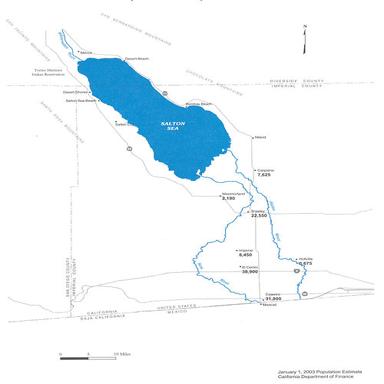 SAN BERNARDINO MOUNTAINS
Mecca
Desert Beach
Torres Martinez
Indian Reservation
CHOCOLATE MOUNTAINS
RIVERSIDE COUNTY
IMPERIAL COUNTY
Desert Shores
Salton Sea Beach
Bombay Beach
SANTA ROSA MOUNTAINS
SALTON
SEA
Niland
Calipatria
7,625
Westmorland
2,190
Brawley
22,550
Imperial
8,450
El Centro
38,900
Holtville
5,675
SAN DIEGO COUNTY
IMPERIAL COUNTY
Calexico
31,800
Mexicali
CALIFORNIA
BAJA CALIFORNIA
UNITED STATES
MEXICO
0 5 10 Miles
January 1, 2003 Population Estimate
California Department of Finance